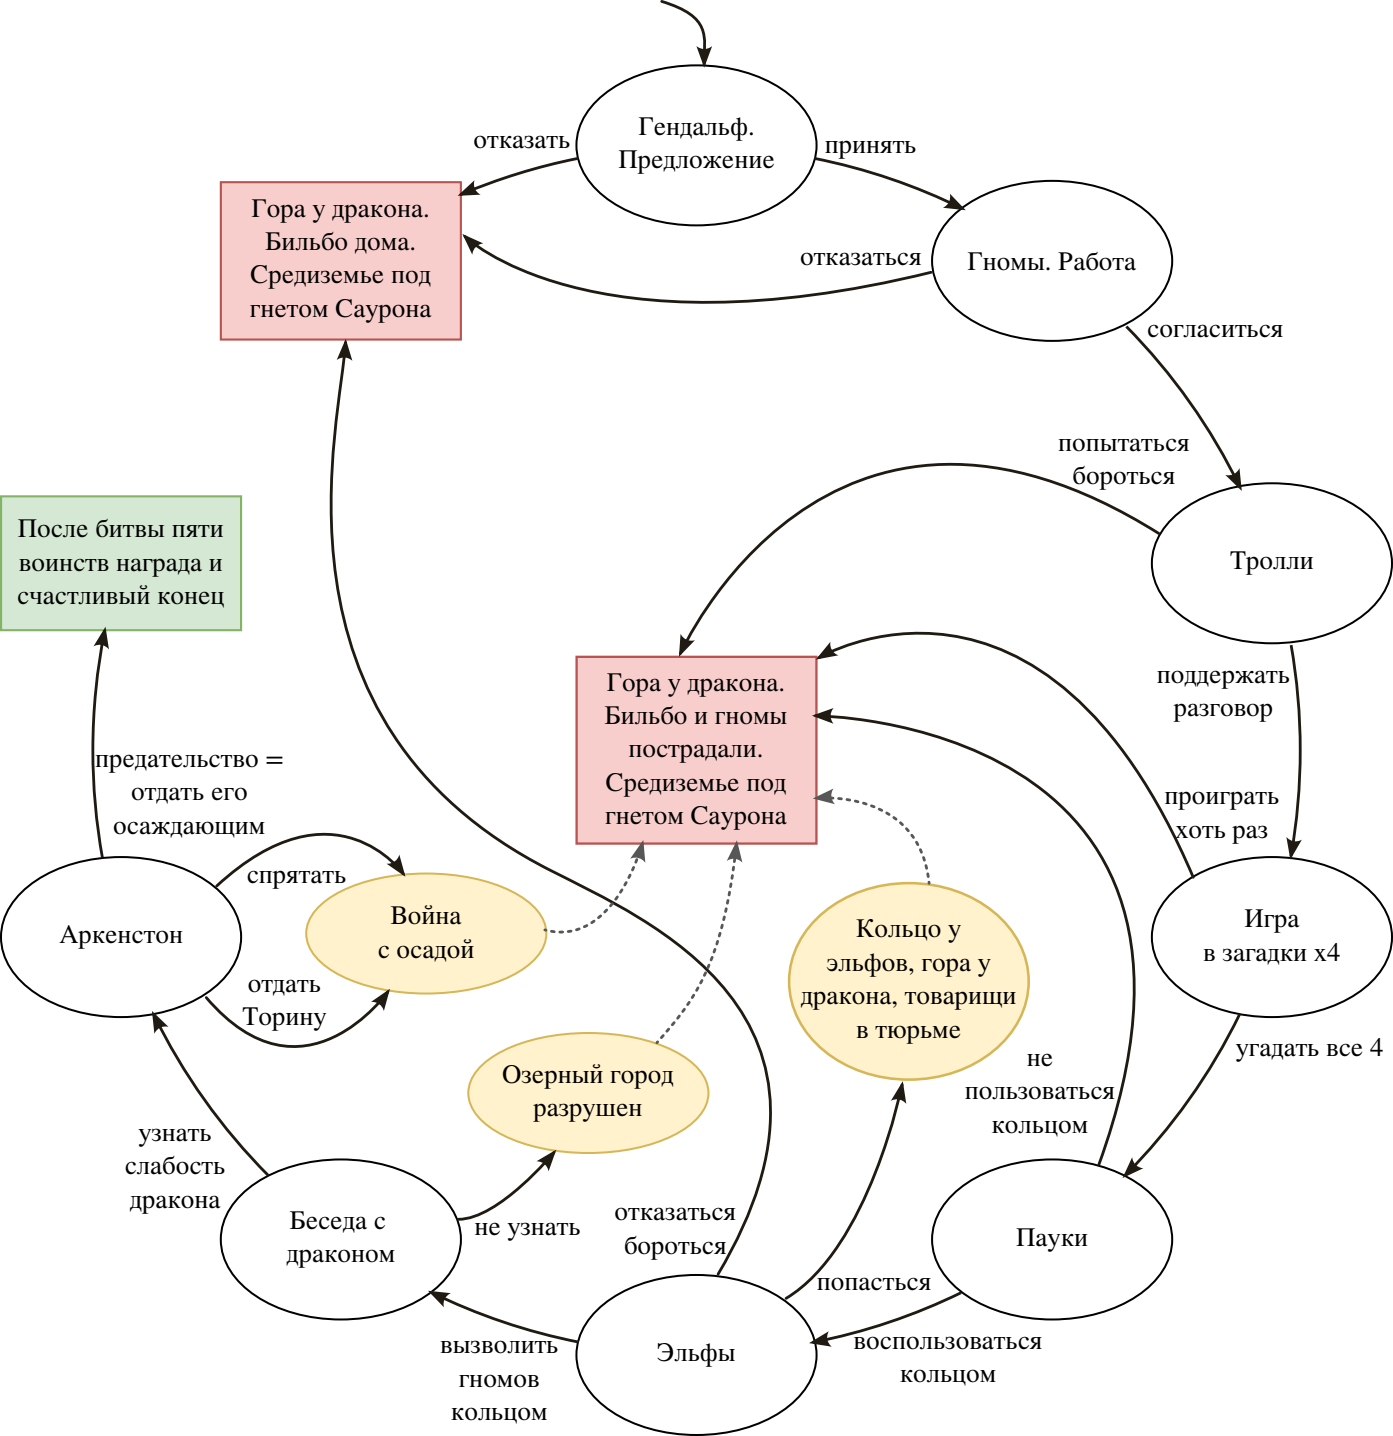 Гендальф.
Предложение
отказать
принять
Гора у дракона.
Бильбо дома.
Средиземье под
гнетом Саурона
отказаться
Гномы. Работа
согласиться
попытаться
бороться
Тролли
После битвы пяти
воинств награда и
счастливый конец
поддержать
разговор
Гора у дракона.
Бильбо и гномы
пострадали.
Средиземье под
гнетом Саурона
предательство =
отдать его
осаждающим
проиграть
хоть раз
спрятать
Аркенстон
Война
с осадой
отдать
Торину
Кольцо у
эльфов, гора у
дракона, товарищи
в тюрьме
Игра
в загадки x4
угадать все 4
не
пользоваться
кольцом
Озерный город
разрушен
узнать
слабость
дракона
Беседа с
драконом
не узнать
отказаться
бороться
Пауки
попасться
воспользоваться
кольцом
Эльфы
вызволить
гномов
кольцом